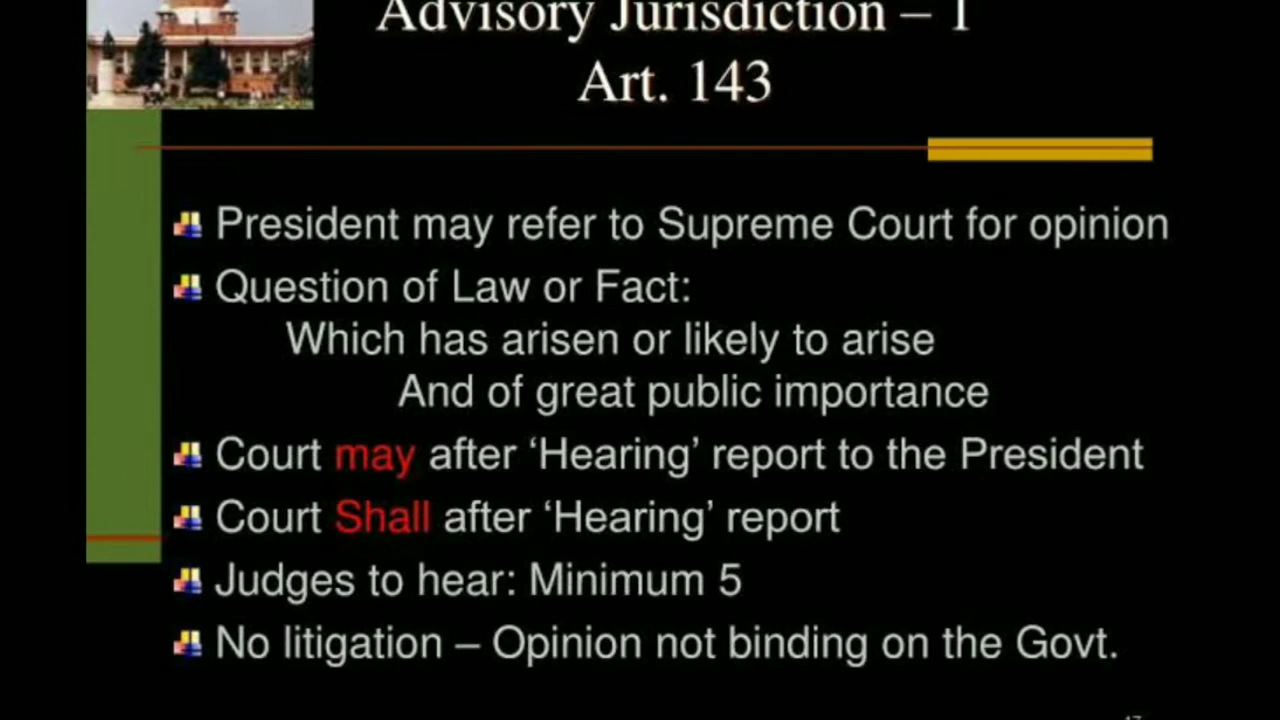 Advisory Jurisdiction – 1
Art. 143
President may refer to Supreme Court for opinion
Question of Law or Fact:
Which has arisen or likely to arise
And of great public importance
Court may after ‘Hearing’ report to the President
Court Shall after ‘Hearing’ report
Judges to hear: Minimum 5
No litigation – Opinion not binding on the Govt.